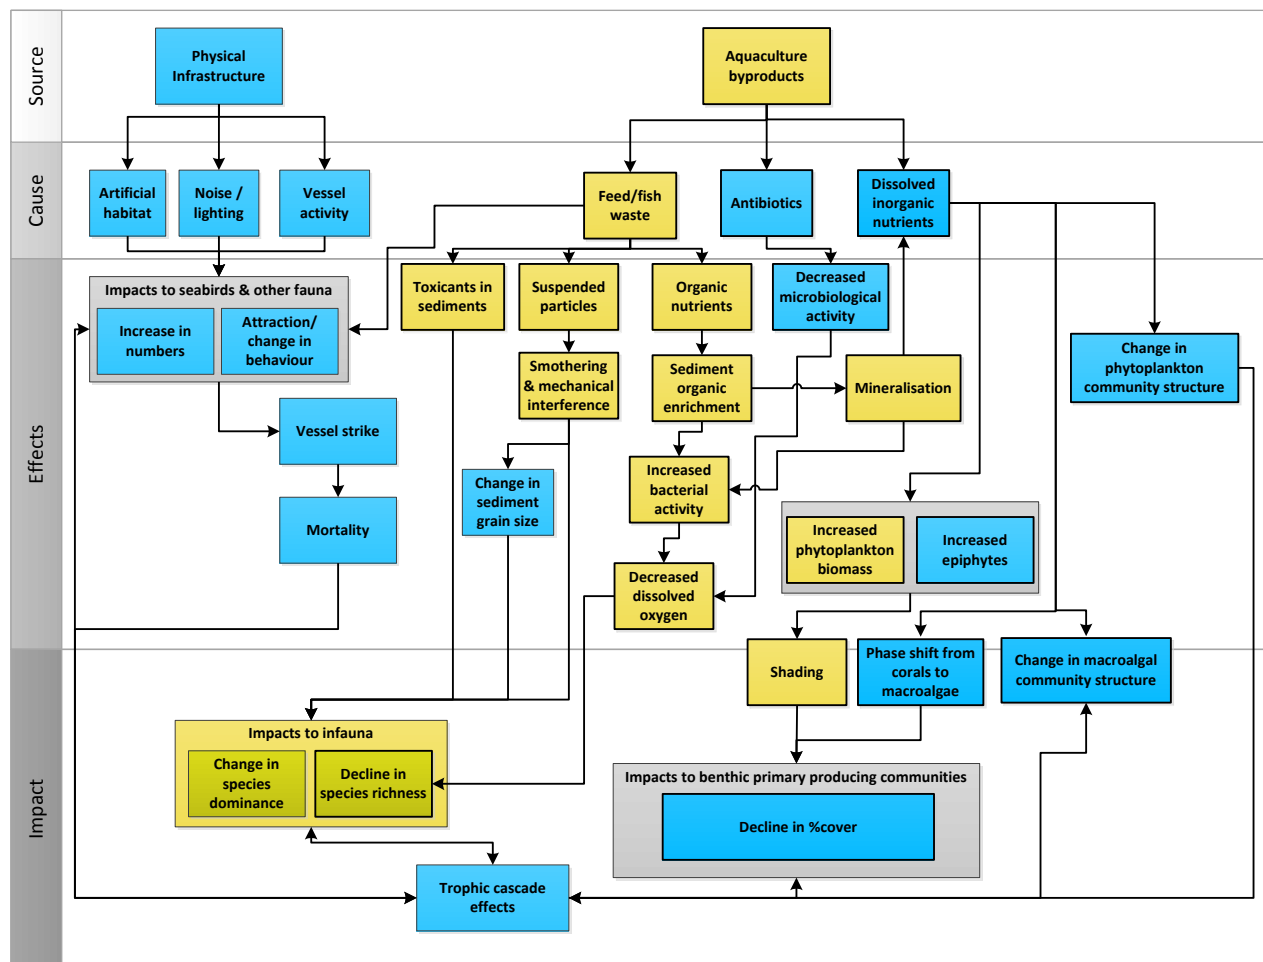 Source
Physical
Infrastructure
Aquaculture
byproducts
Cause
Artificial
habitat
Noise /
lighting
Vessel
activity
Feed/fish
waste
Antibiotics
Dissolved
inorganic
nutrients
Effects
Impacts to seabirds & other fauna
Increase in
numbers
Attraction/
change in
behaviour
Toxicants in
sediments
Suspended
particles
Organic
nutrients
Decreased
microbiological
activity
Smothering
& mechanical
interference
Sediment
organic
enrichment
Mineralisation
Change in
phytoplankton
community structure
Vessel strike
Change in
sediment
grain size
Increased
bacterial
activity
Mortality
Increased
phytoplankton
biomass
Increased
epiphytes
Decreased
dissolved
oxygen
Impact
Shading
Phase shift from
corals to
macroalgae
Change in macroalgal
community structure
Impacts to infauna
Change in
species
dominance
Decline in
species richness
Impacts to benthic primary producing communities
Decline in %cover
Trophic cascade
effects